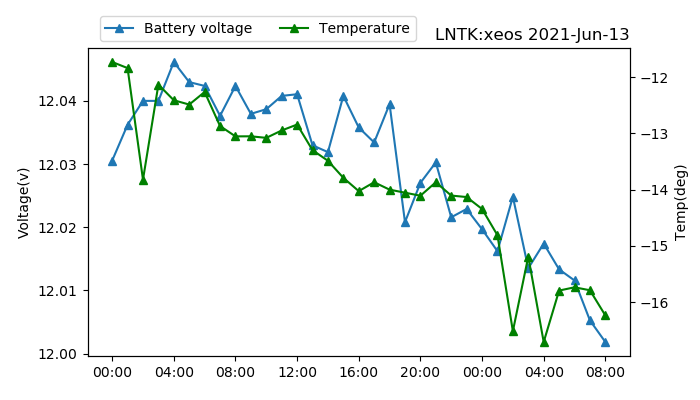 Battery voltage Temperature
LNTK:xeos 2021-Jun-13
Voltage(v)
12.04
12.03
12.02
12.01
12.00
−12
−13
−14
−15
−16
Temp(deg)
00:00 04:00 08:00 12:00 16:00 20:00 00:00 04:00 08:00